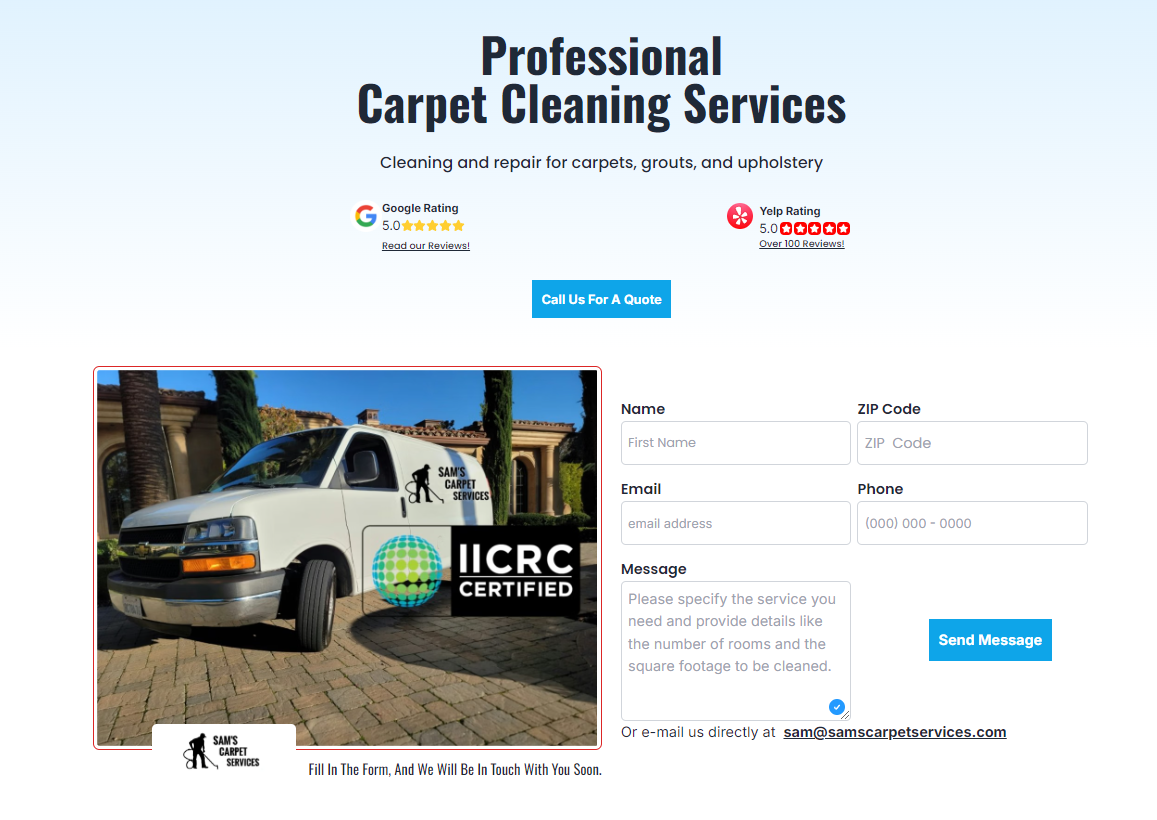 Professional
Carpet Cleaning Services
Cleaning and repair for carpets, grouts, and upholstery
Google Rating
5.0
Read our Reviews!
Yelp Rating
5.0
Over 100 Reviews!
Call Us For A Quote
SAM'S
CARPET
SERVICES
IICRC
CERTIFIED
SAM'S
CARPET
SERVICES
Fill In The Form, And We Will Be In Touch With You Soon.
Name
First Name
ZIP Code
ZIP Code
Email
email address
Phone
(000) 000 - 0000
Message
Please specify the service you
need and provide details like
the number of rooms and the
square footage to be cleaned.
Send Message
Or e-mail us directly at sam@samscarpetservices.com